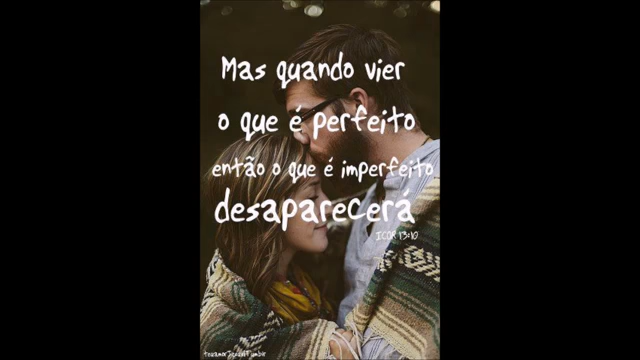 Mas quando vier
o que é perfeito
então o que é imperfeito
desaparecerá
1COR 13:10